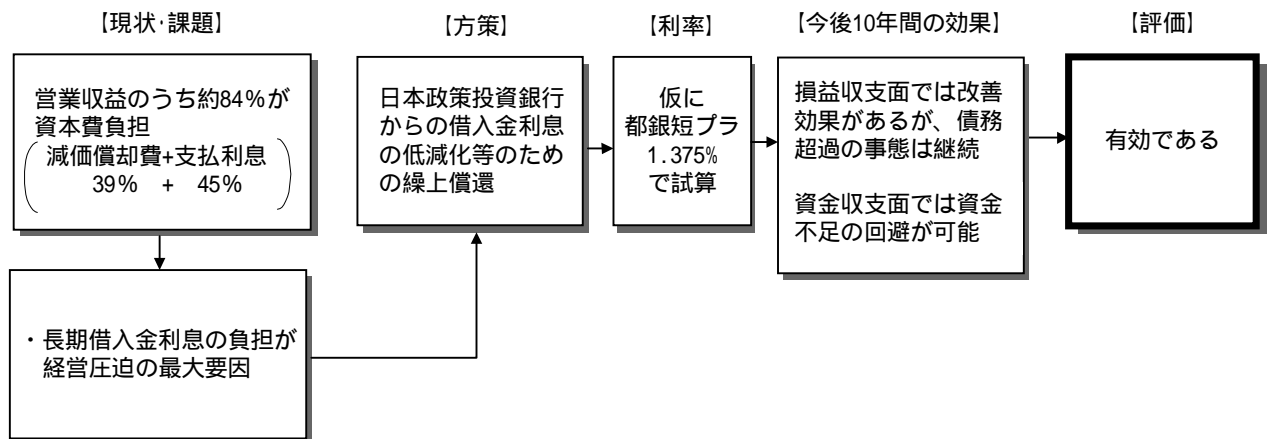 【現状・課題】
営業収益のうち約84％が
資本費負担
減価償却費+支払利息
39％ + 45％
・長期借入金利息の負担が
経営圧迫の最大要因
【方策】
日本政策投資銀行
からの借入金利息
の低減化等のため
の繰上償還
【利率】
仮に
都銀短プラ
1.375％
で試算
【今後10年間の効果】
損益収支面では改善
効果があるが、債務
超過の事態は継続
資金収支面では資金
不足の回避が可能
【評価】
有効である